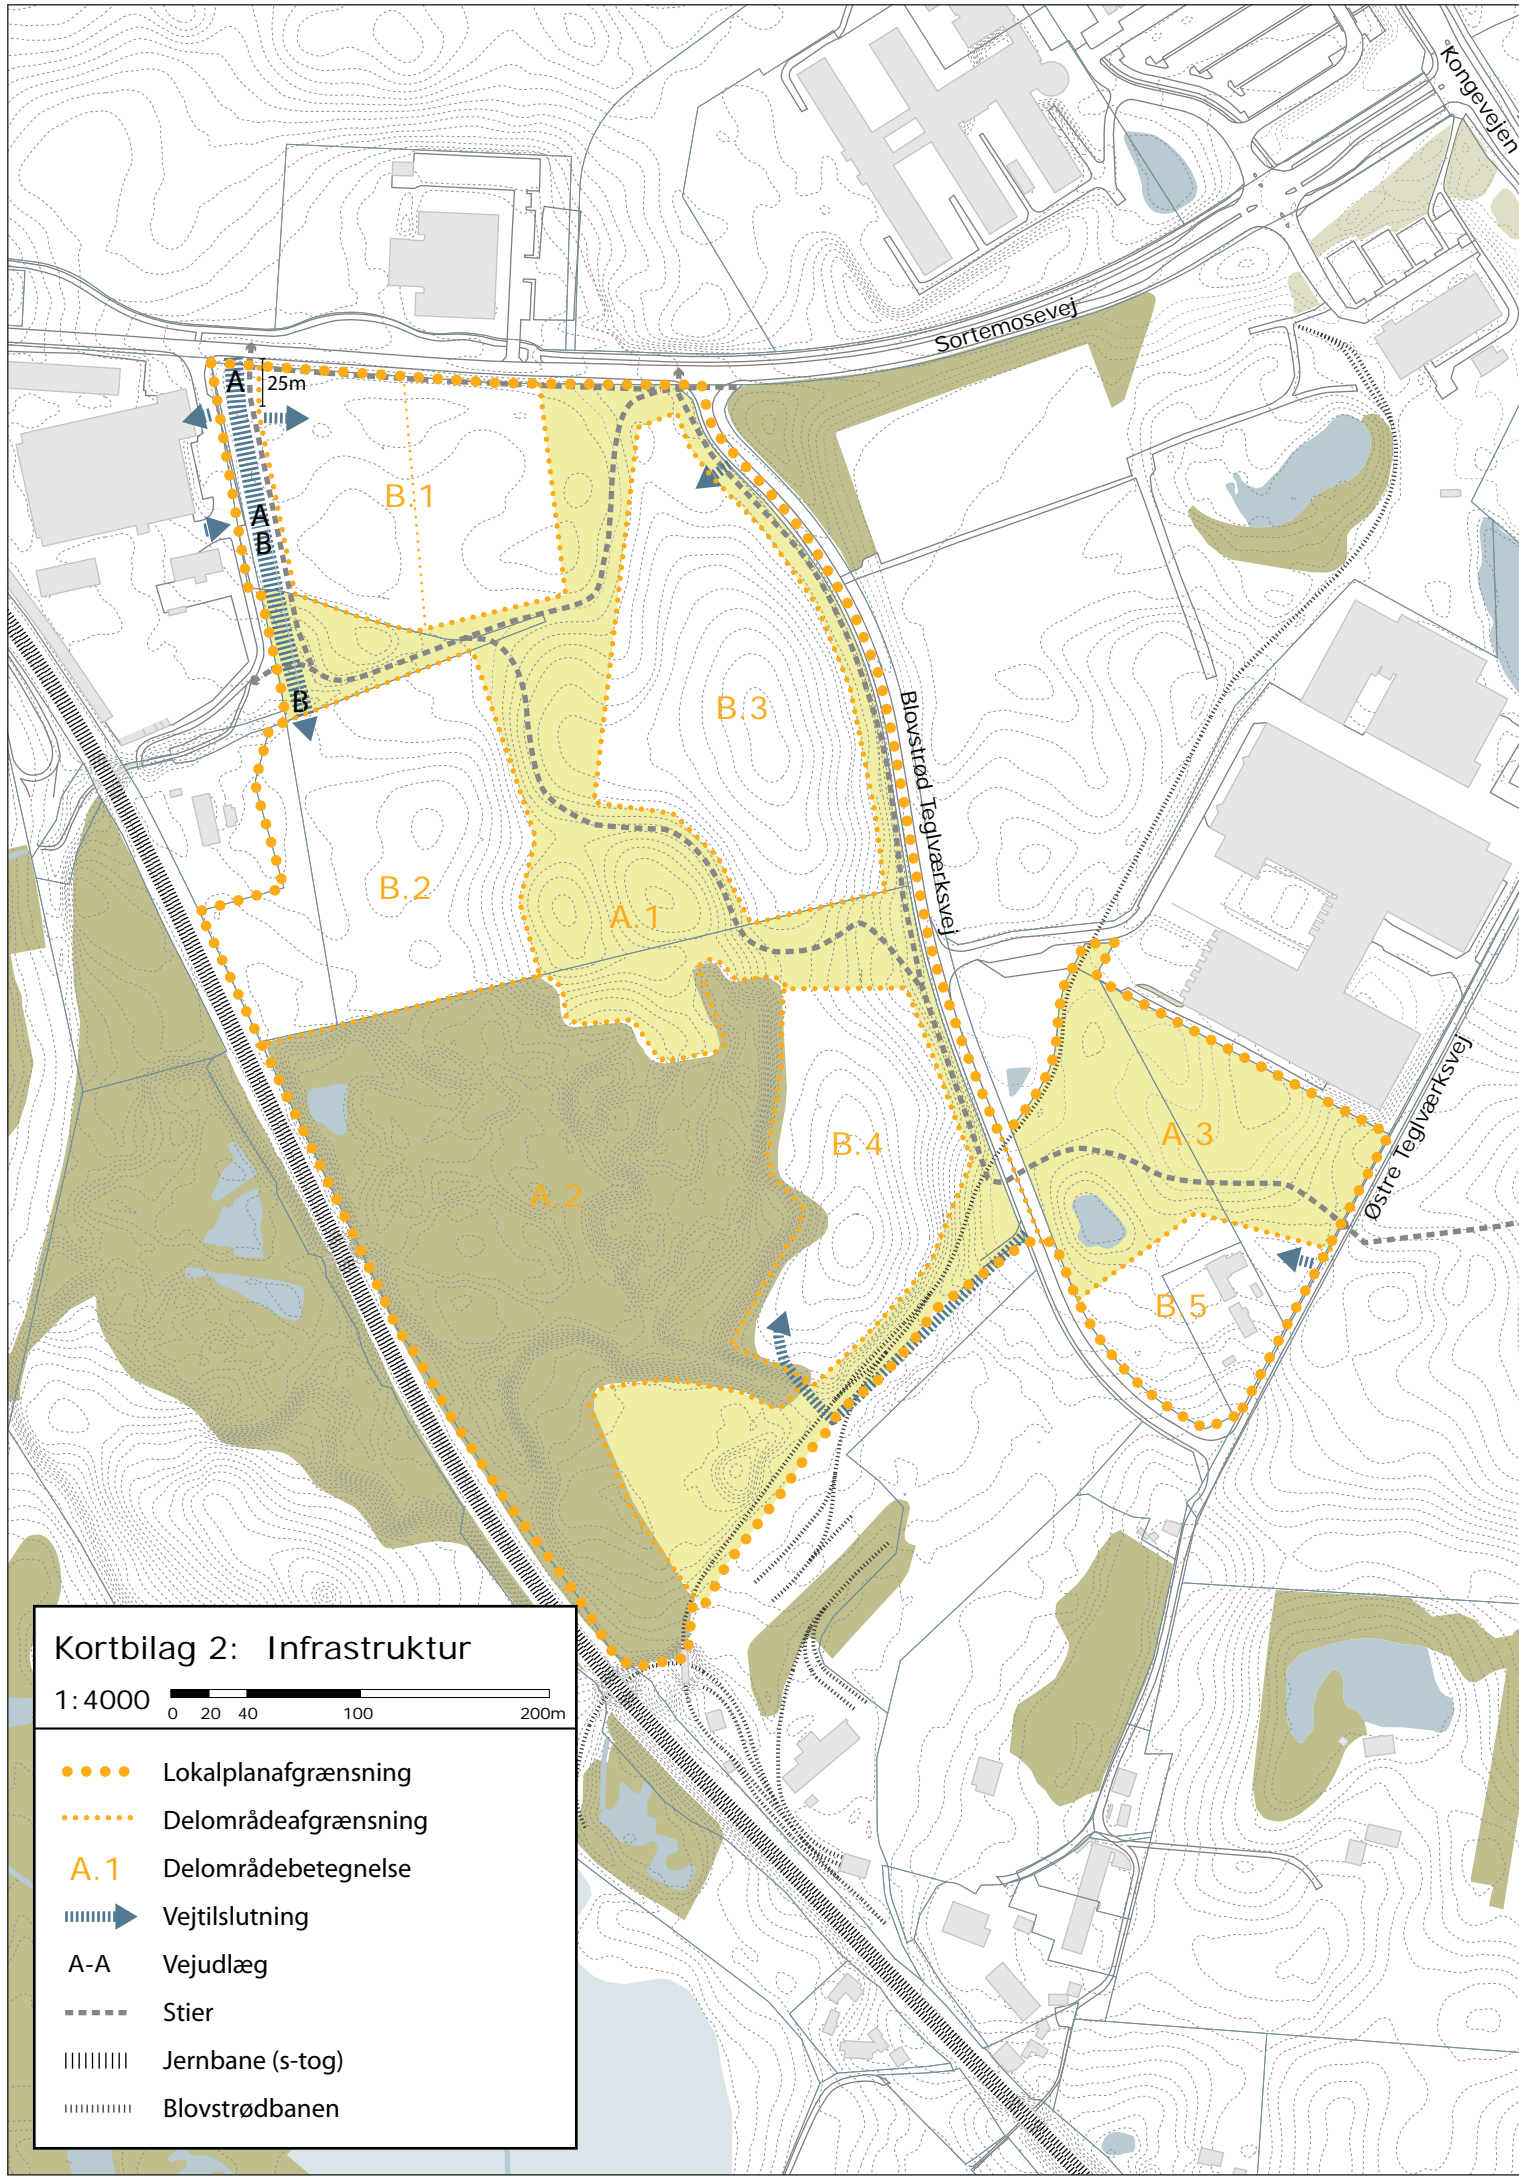 Kongevejen
Sortemosevej
A
25m
B.1
A
B
B.3
B
Blovstrød Teglværksvej
B.2
A.1
Østre Teglværksvej
A.3
B.4
A.2
B.5
Kortbilag 2: Infrastruktur
1:4000
0 20 40 100 200m
Lokalplanafgrænsning
Delområdeafgrænsning
A.1 Delområdebetegnelse
Vejtilslutning
A-A Vejudlæg
Stier
Jernbane (s-tog)
Blovstrødbanen